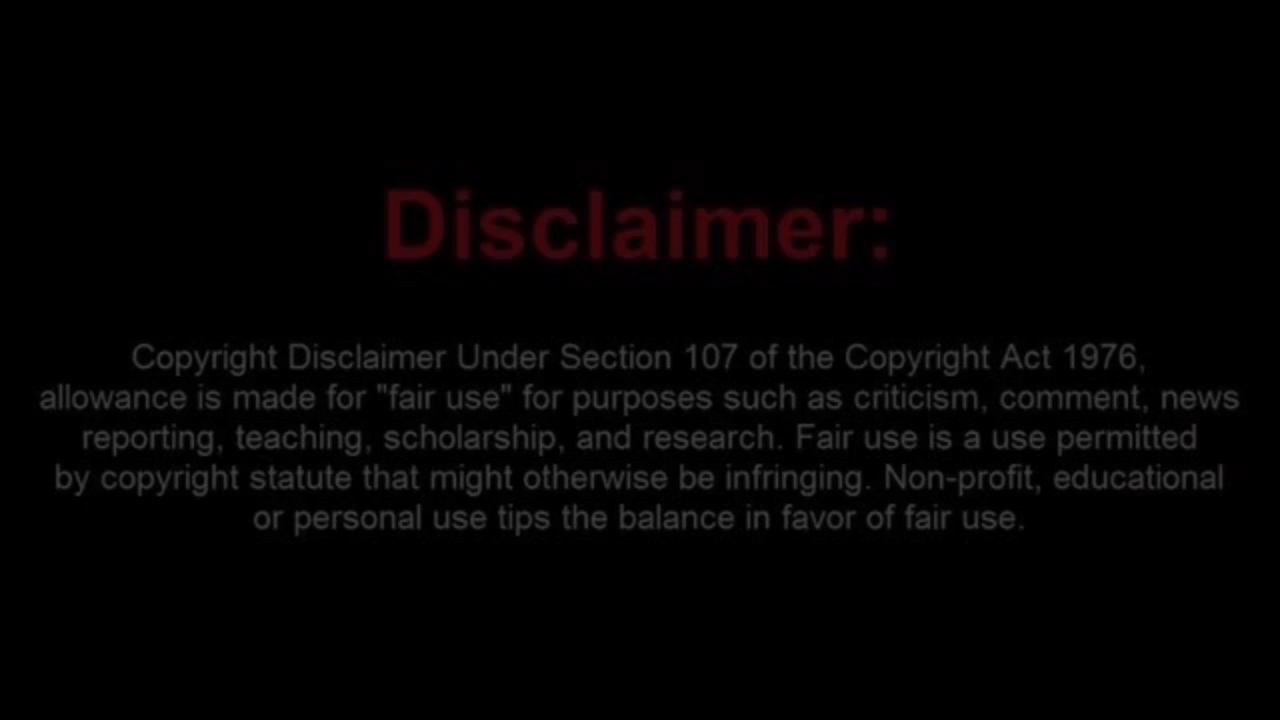 Disclaimer:
Copyright Disclaimer Under Section 107 of the Copyright Act 1976,
allowance is made for "fair use" for purposes such as criticism, comment, news
reporting, teaching, scholarship, and research. Fair use is a use permitted
by copyright statute that might otherwise be infringing. Non-profit, educational
or personal use tips the balance in favor of fair use.